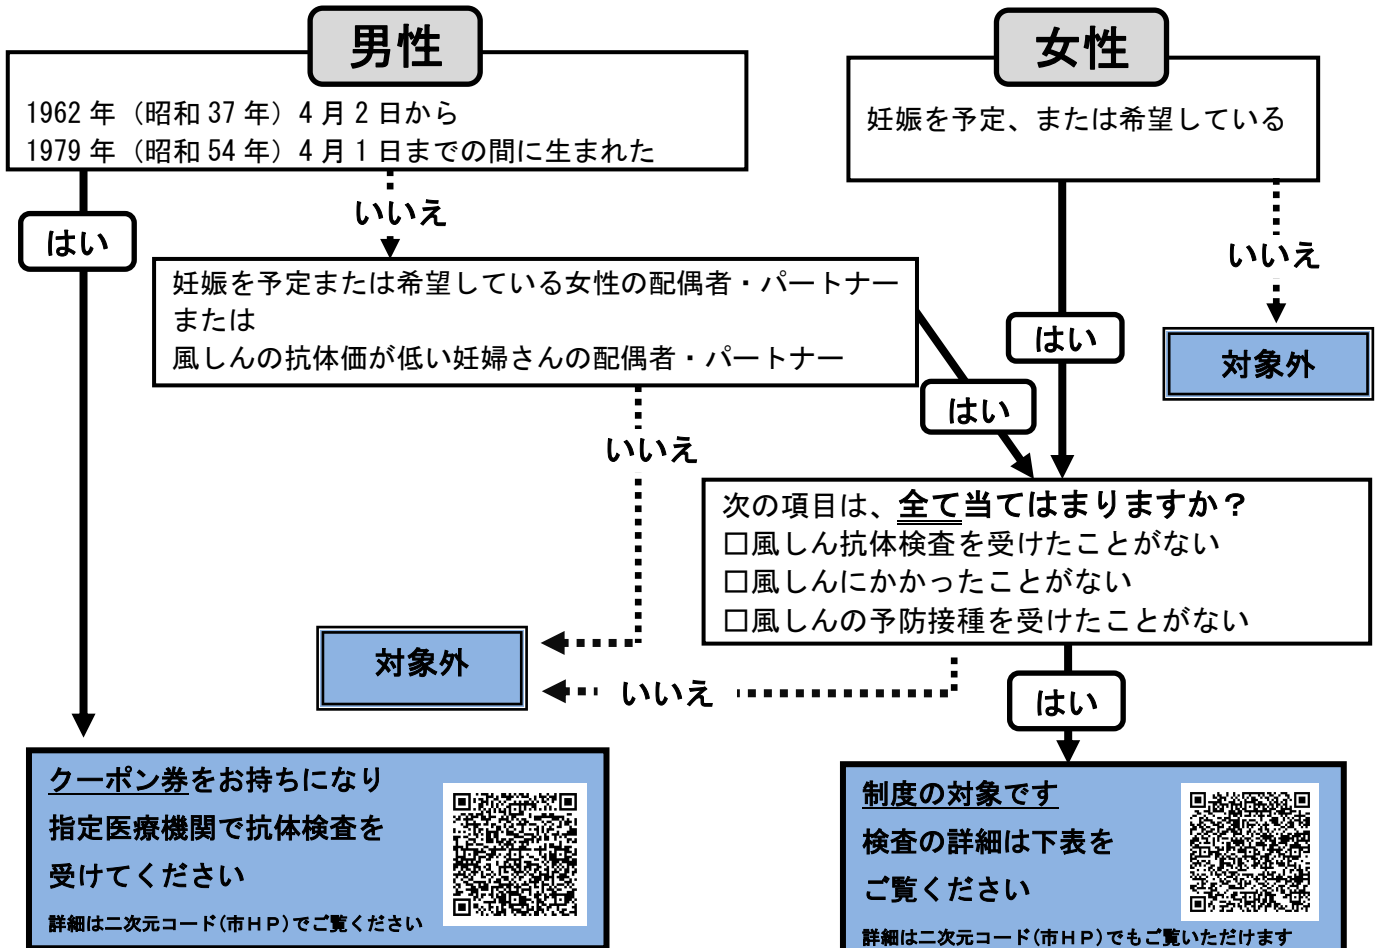 男性
1962 年（昭和 37 年）4 月 2 日から
1979 年（昭和 54 年）4 月 1 日までの間に生まれた
はい
いいえ
妊娠を予定または希望している女性の配偶者・パートナー
または
風しんの抗体価が低い妊婦さんの配偶者・パートナー
はい
いいえ
女性
妊娠を予定、または希望している
はい
いいえ
対象外
次の項目は、全て当てはまりますか？
□風しん抗体検査を受けたことがない
□風しんにかかったことがない
□風しんの予防接種を受けたことがない
いいえ
はい
対象外
クーポン券をお持ちになり
指定医療機関で抗体検査を
受けてください
詳細は二次元コード(市ＨＰ)でご覧ください
制度の対象です
検査の詳細は下表を
ご覧ください
詳細は二次元コード(市ＨＰ)でもご覧いただけます